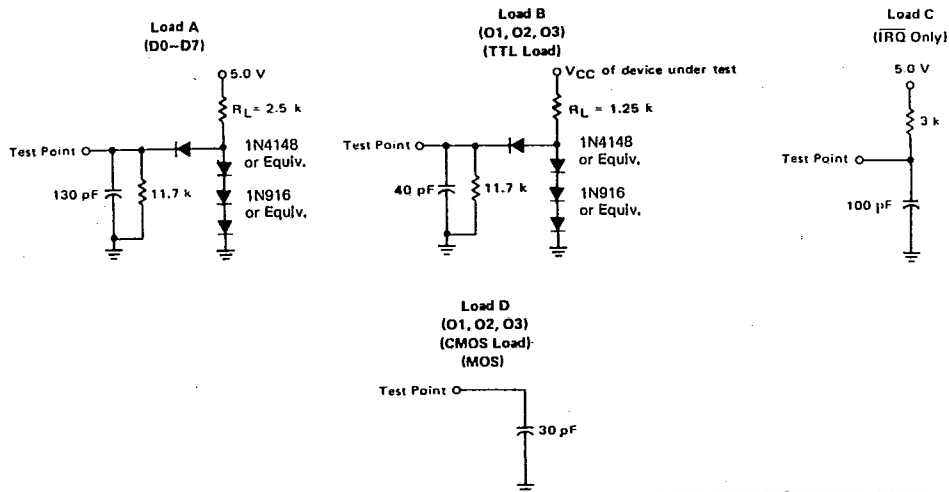 Load A
(D0~D7)
5.0 V
RL = 2.5 k
Test Point
1N4148
or Equiv.
130 pF
11.7 k
1N916
or Equiv.
Load B
(O1, O2, O3)
(TTL Load)
VCC of device under test
RL = 1.25 k
Test Point
1N4148
or Equiv.
40 pF
11.7 k
1N916
or Equiv.
Load C
(IRQ Only)
5.0 V
3 k
Test Point
100 pF
Load D
(O1, O2, O3)
(CMOS Load)
(MOS)
Test Point
30 pF